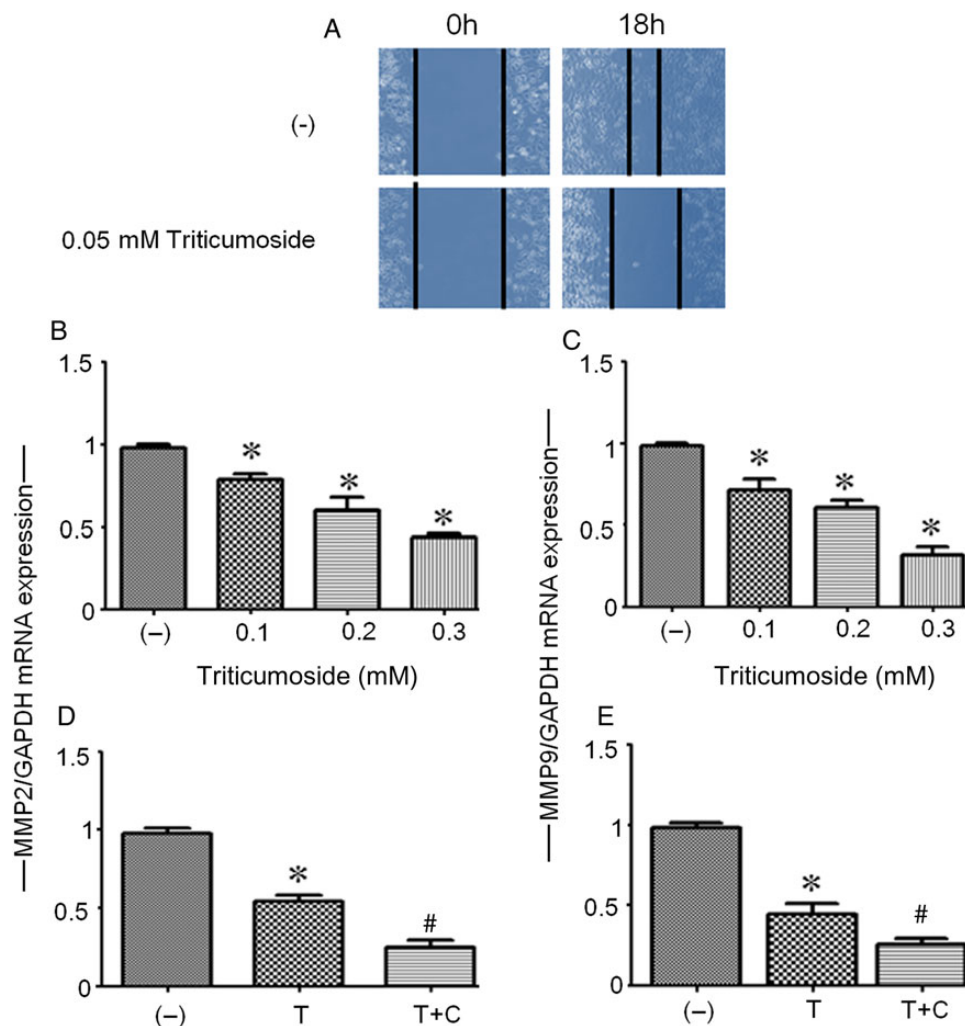 A
0h
18h
(-)
0.05 mM Triticumoside
B
1.5
1
0.5
0
*
*
*
(–)
0.1
0.2
0.3
Triticumoside (mM)
C
1.5
1
0.5
0
*
*
*
(–)
0.1
0.2
0.3
Triticumoside (mM)
MMP2/GAPDH mRNA expression
MMP9/GAPDH mRNA expression
D
1.5
1
0.5
0
*
#
(–)
T
T+C
E
1.5
1
0.5
0
*
#
(–)
T
T+C